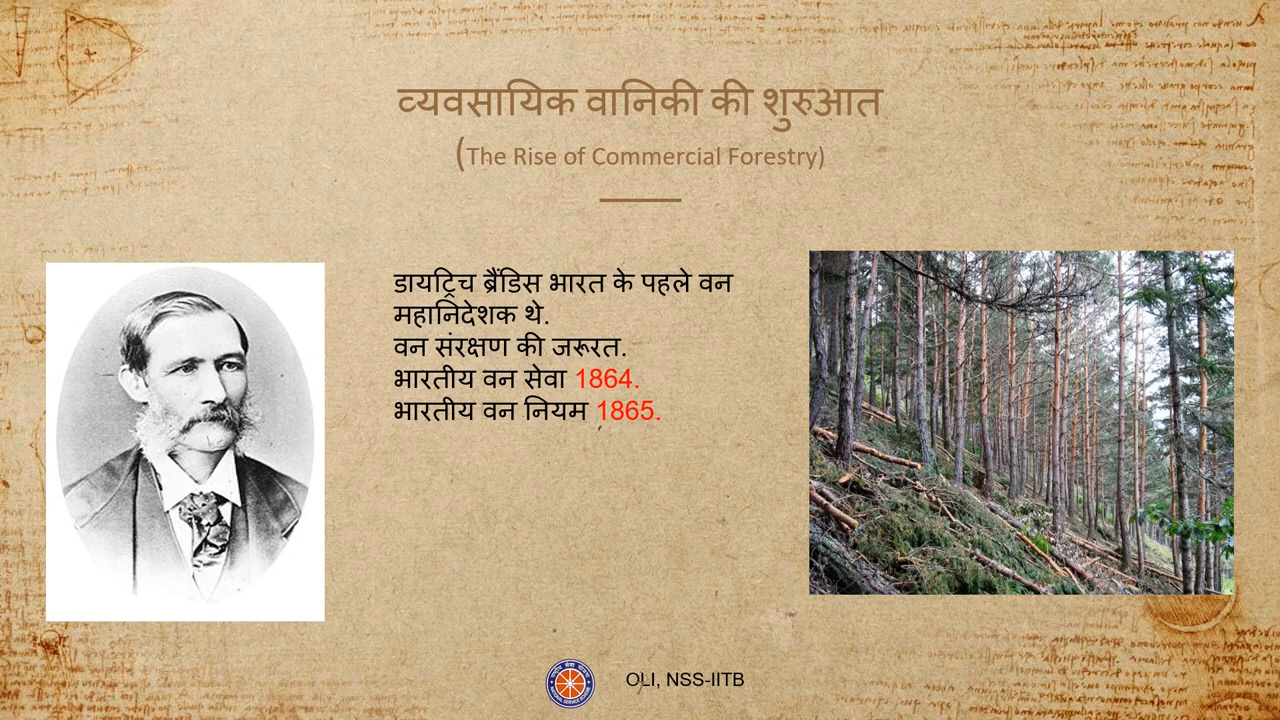 व्यवसायिक वानिकी की शुरुआत
(The Rise of Commercial Forestry)
डायट्रिच ब्रैंडिस भारत के पहले वन
महानिदेशक थे.
वन संरक्षण की जरूरत.
भारतीय वन सेवा 1864.
भारतीय वन नियम 1865.
OLI, NSS-IITB